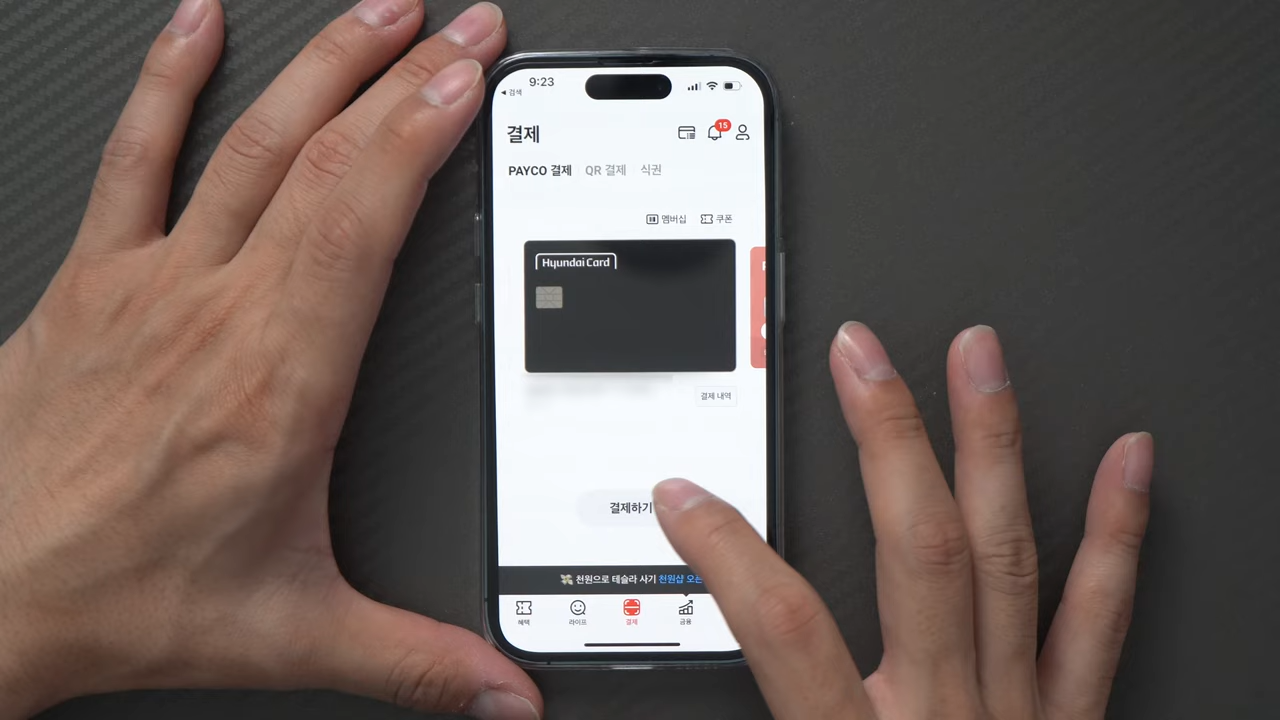 9:23
◀ 검색
결제
15
PAYCO 결제 QR 결제 식권
멤버십 쿠폰
Hyundai Card
결제 내역
결제하기
천원으로 테슬라 사기 천원샵 오픈
혜택 라이프 결제 금융